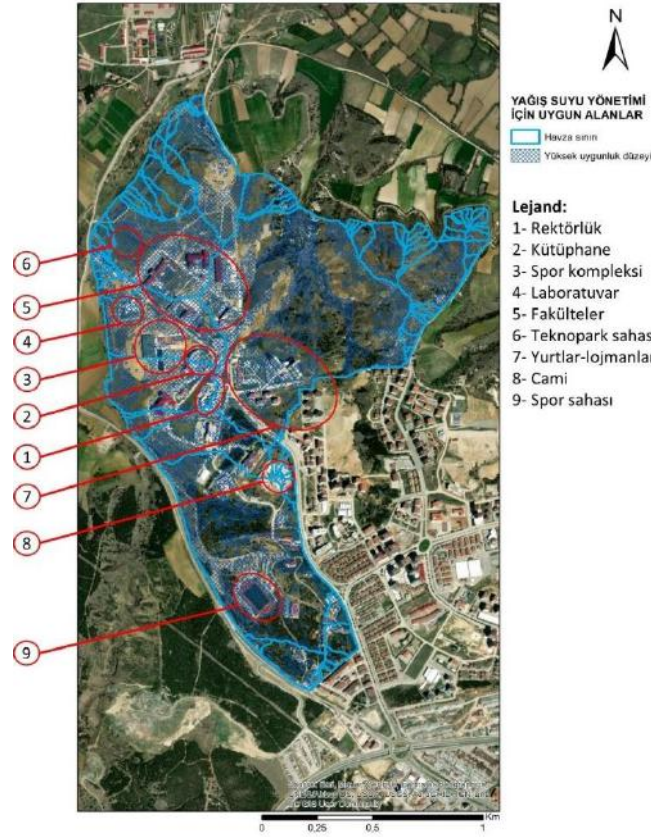 N
YAĞIŞ SUYU YÖNETİMİ
İÇİN UYGUN ALANLAR
Havza sınırı
Yüksek uygunluk düzeyi
Lejand:
1- Rektörlük
2- Kütüphane
3- Spor kompleksi
4- Laboratuvar
5- Fakülteler
6- Teknopark sahas
7- Yurtlar-lojmanlar
8- Cami
9- Spor sahası
6
5
4
3
2
1
7
8
9
Km
0 0,25 0,5 1